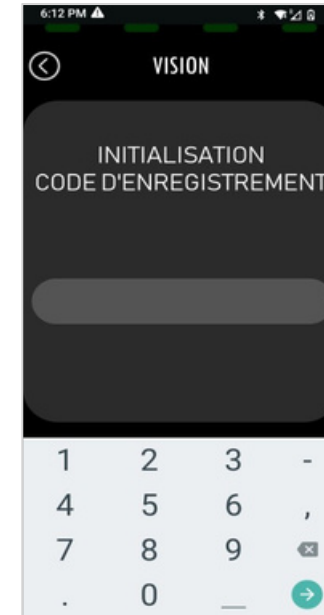 6:12 PM
VISION
INITIALISATION
CODE D'ENREGISTREMENT
1 2 3 -
4 5 6 ,
7 8 9
. 0 _